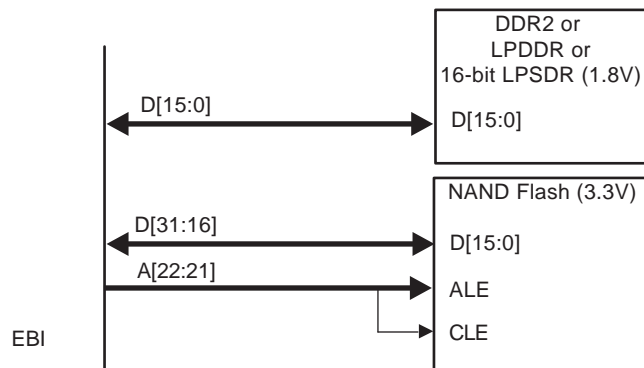 DDR2 or
LPDDR or
16-bit LPSDR (1.8V)
D[15:0]
D[15:0]
NAND Flash (3.3V)
D[31:16]
D[15:0]
A[22:21]
ALE
CLE
EBI